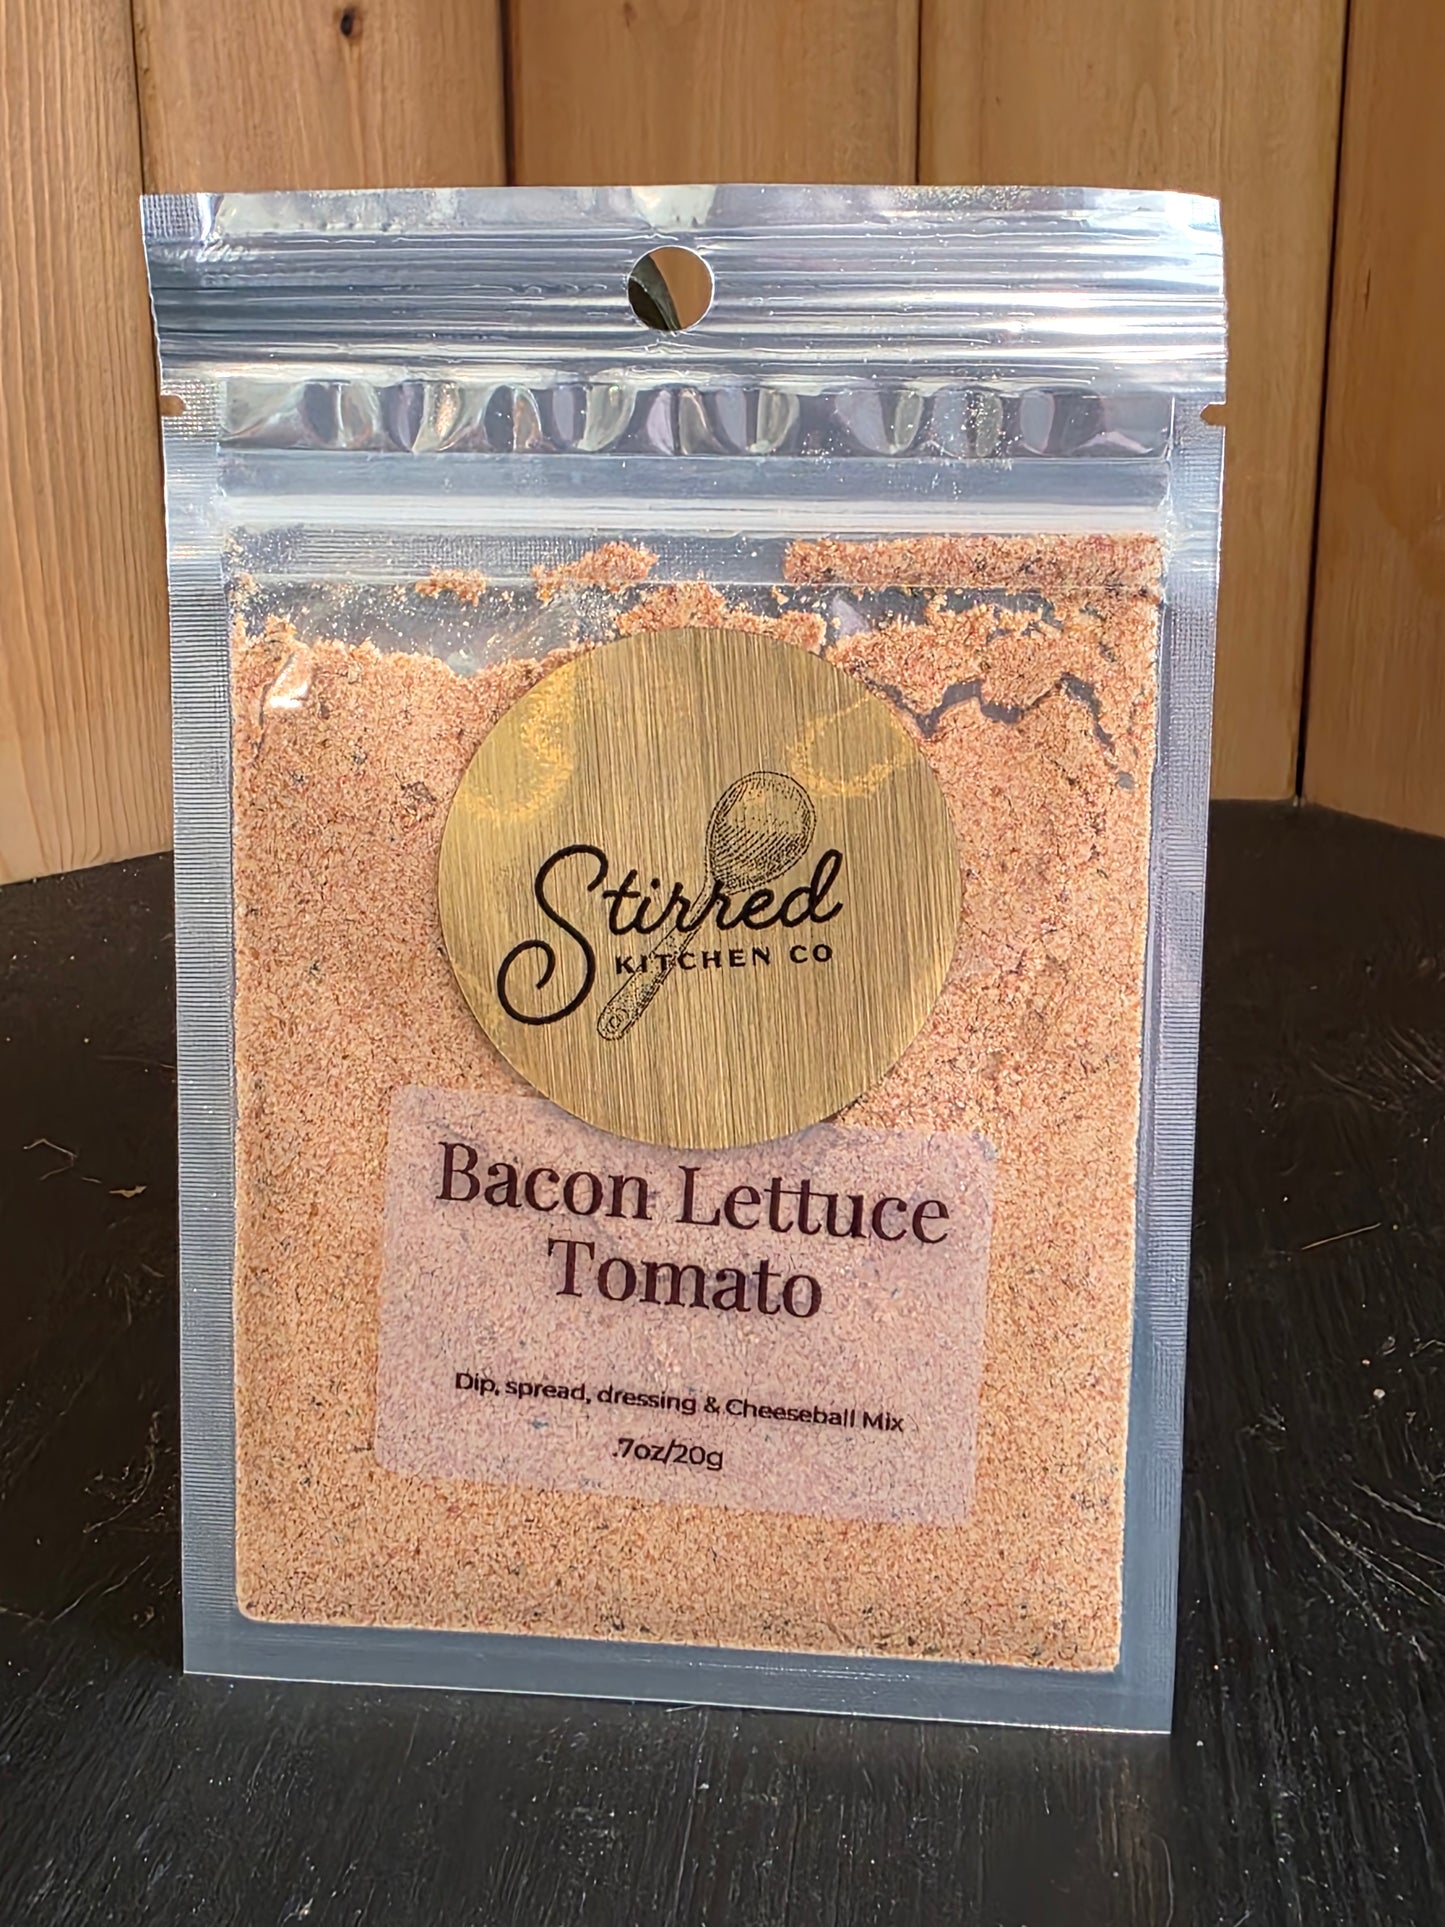 Stirred
KITCHEN CO
Bacon Lettuce
Tomato
Dip, spread, dressing & Cheeseball Mix
.7oz/20g